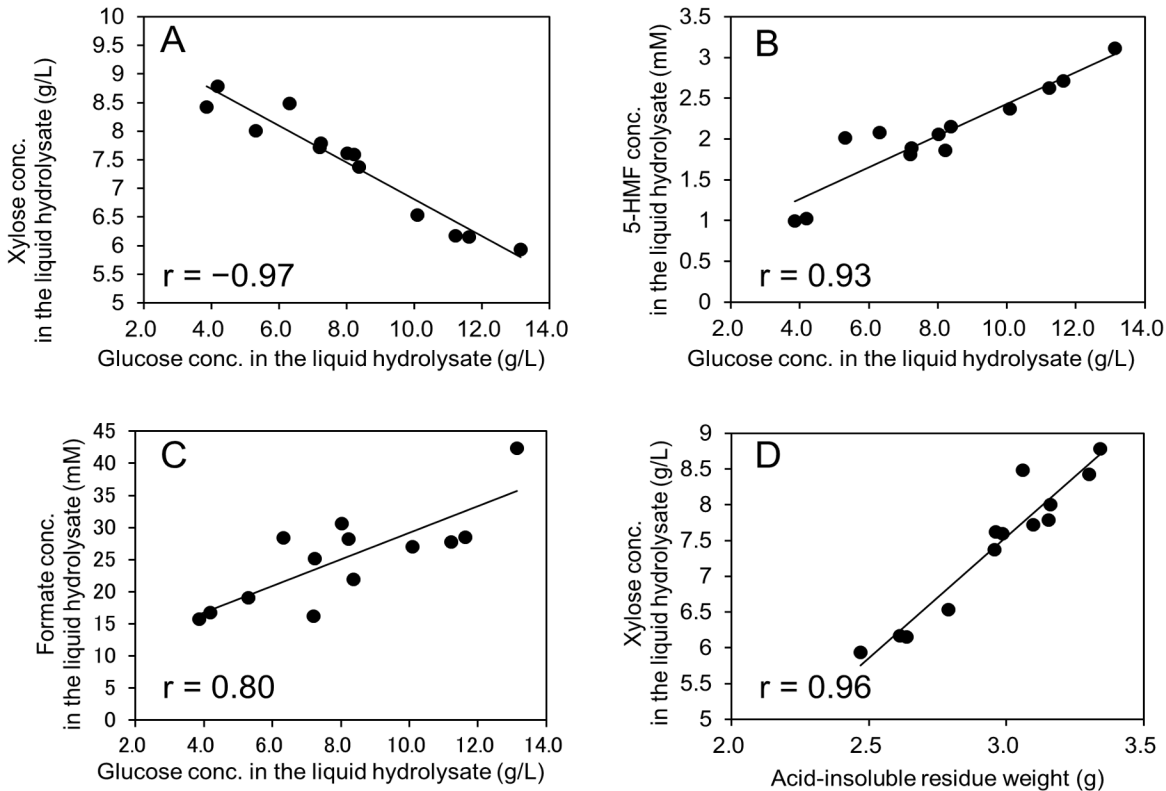 A
Xylose conc.
in the liquid hydrolysate (g/L)
10
9.5
9
8.5
8
7.5
7
6.5
6
5.5
5
r = −0.97
2.0 4.0 6.0 8.0 10.0 12.0 14.0
Glucose conc. in the liquid hydrolysate (g/L)
B
5-HMF conc.
in the liquid hydrolysate (mM)
3.5
3
2.5
2
1.5
1
0.5
0
r = 0.93
2.0 4.0 6.0 8.0 10.0 12.0 14.0
Glucose conc. in the liquid hydrolysate (g/L)
C
Formate conc.
in the liquid hydrolysate (mM)
45
40
35
30
25
20
15
10
5
0
r = 0.80
2.0 4.0 6.0 8.0 10.0 12.0 14.0
Glucose conc. in the liquid hydrolysate (g/L)
D
Xylose conc.
in the liquid hydrolysate (g/L)
9
8.5
8
7.5
7
6.5
6
5.5
5
r = 0.96
2.0 2.5 3.0 3.5
Acid-insoluble residue weight (g)